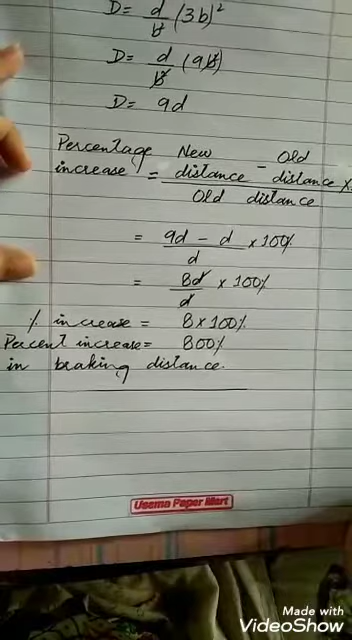 D = d/b² (3b)²
D = d/b² (9b²)
D = 9d
Percentage increase = New distance - Old distance / Old distance ×
= 9d - d / d × 100%
= 8d / d × 100%
% increase = 8 × 100%
Percent increase = 800%
in braking distance.
Usema Paper Mart
Made with
VideoShow